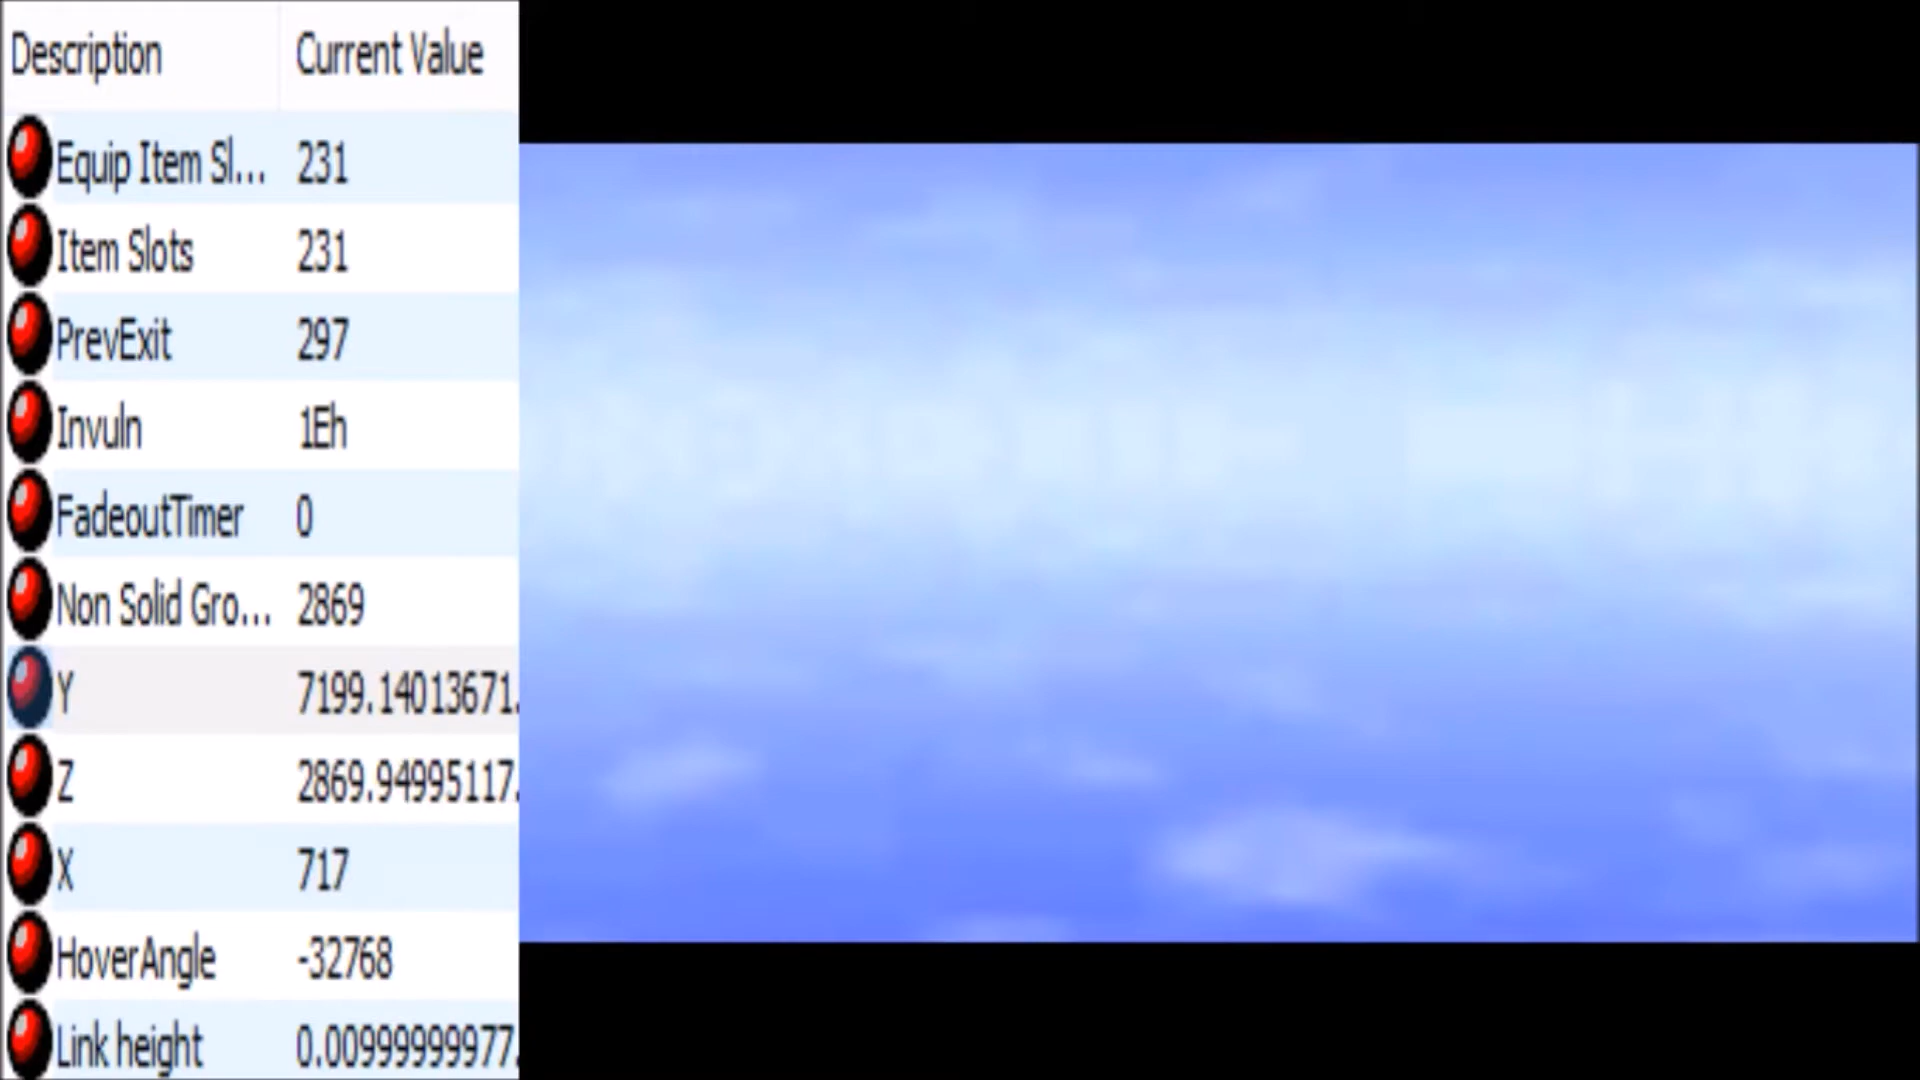 Description Current Value
Equip Item Sl... 231
Item Slots 231
PrevExit 297
Invuln 1Eh
FadeoutTimer 0
Non Solid Gro... 2869
Y 7199.14013671.
Z 2869.94995117.
X 717
HoverAngle -32768
Link height 0.00999999977.